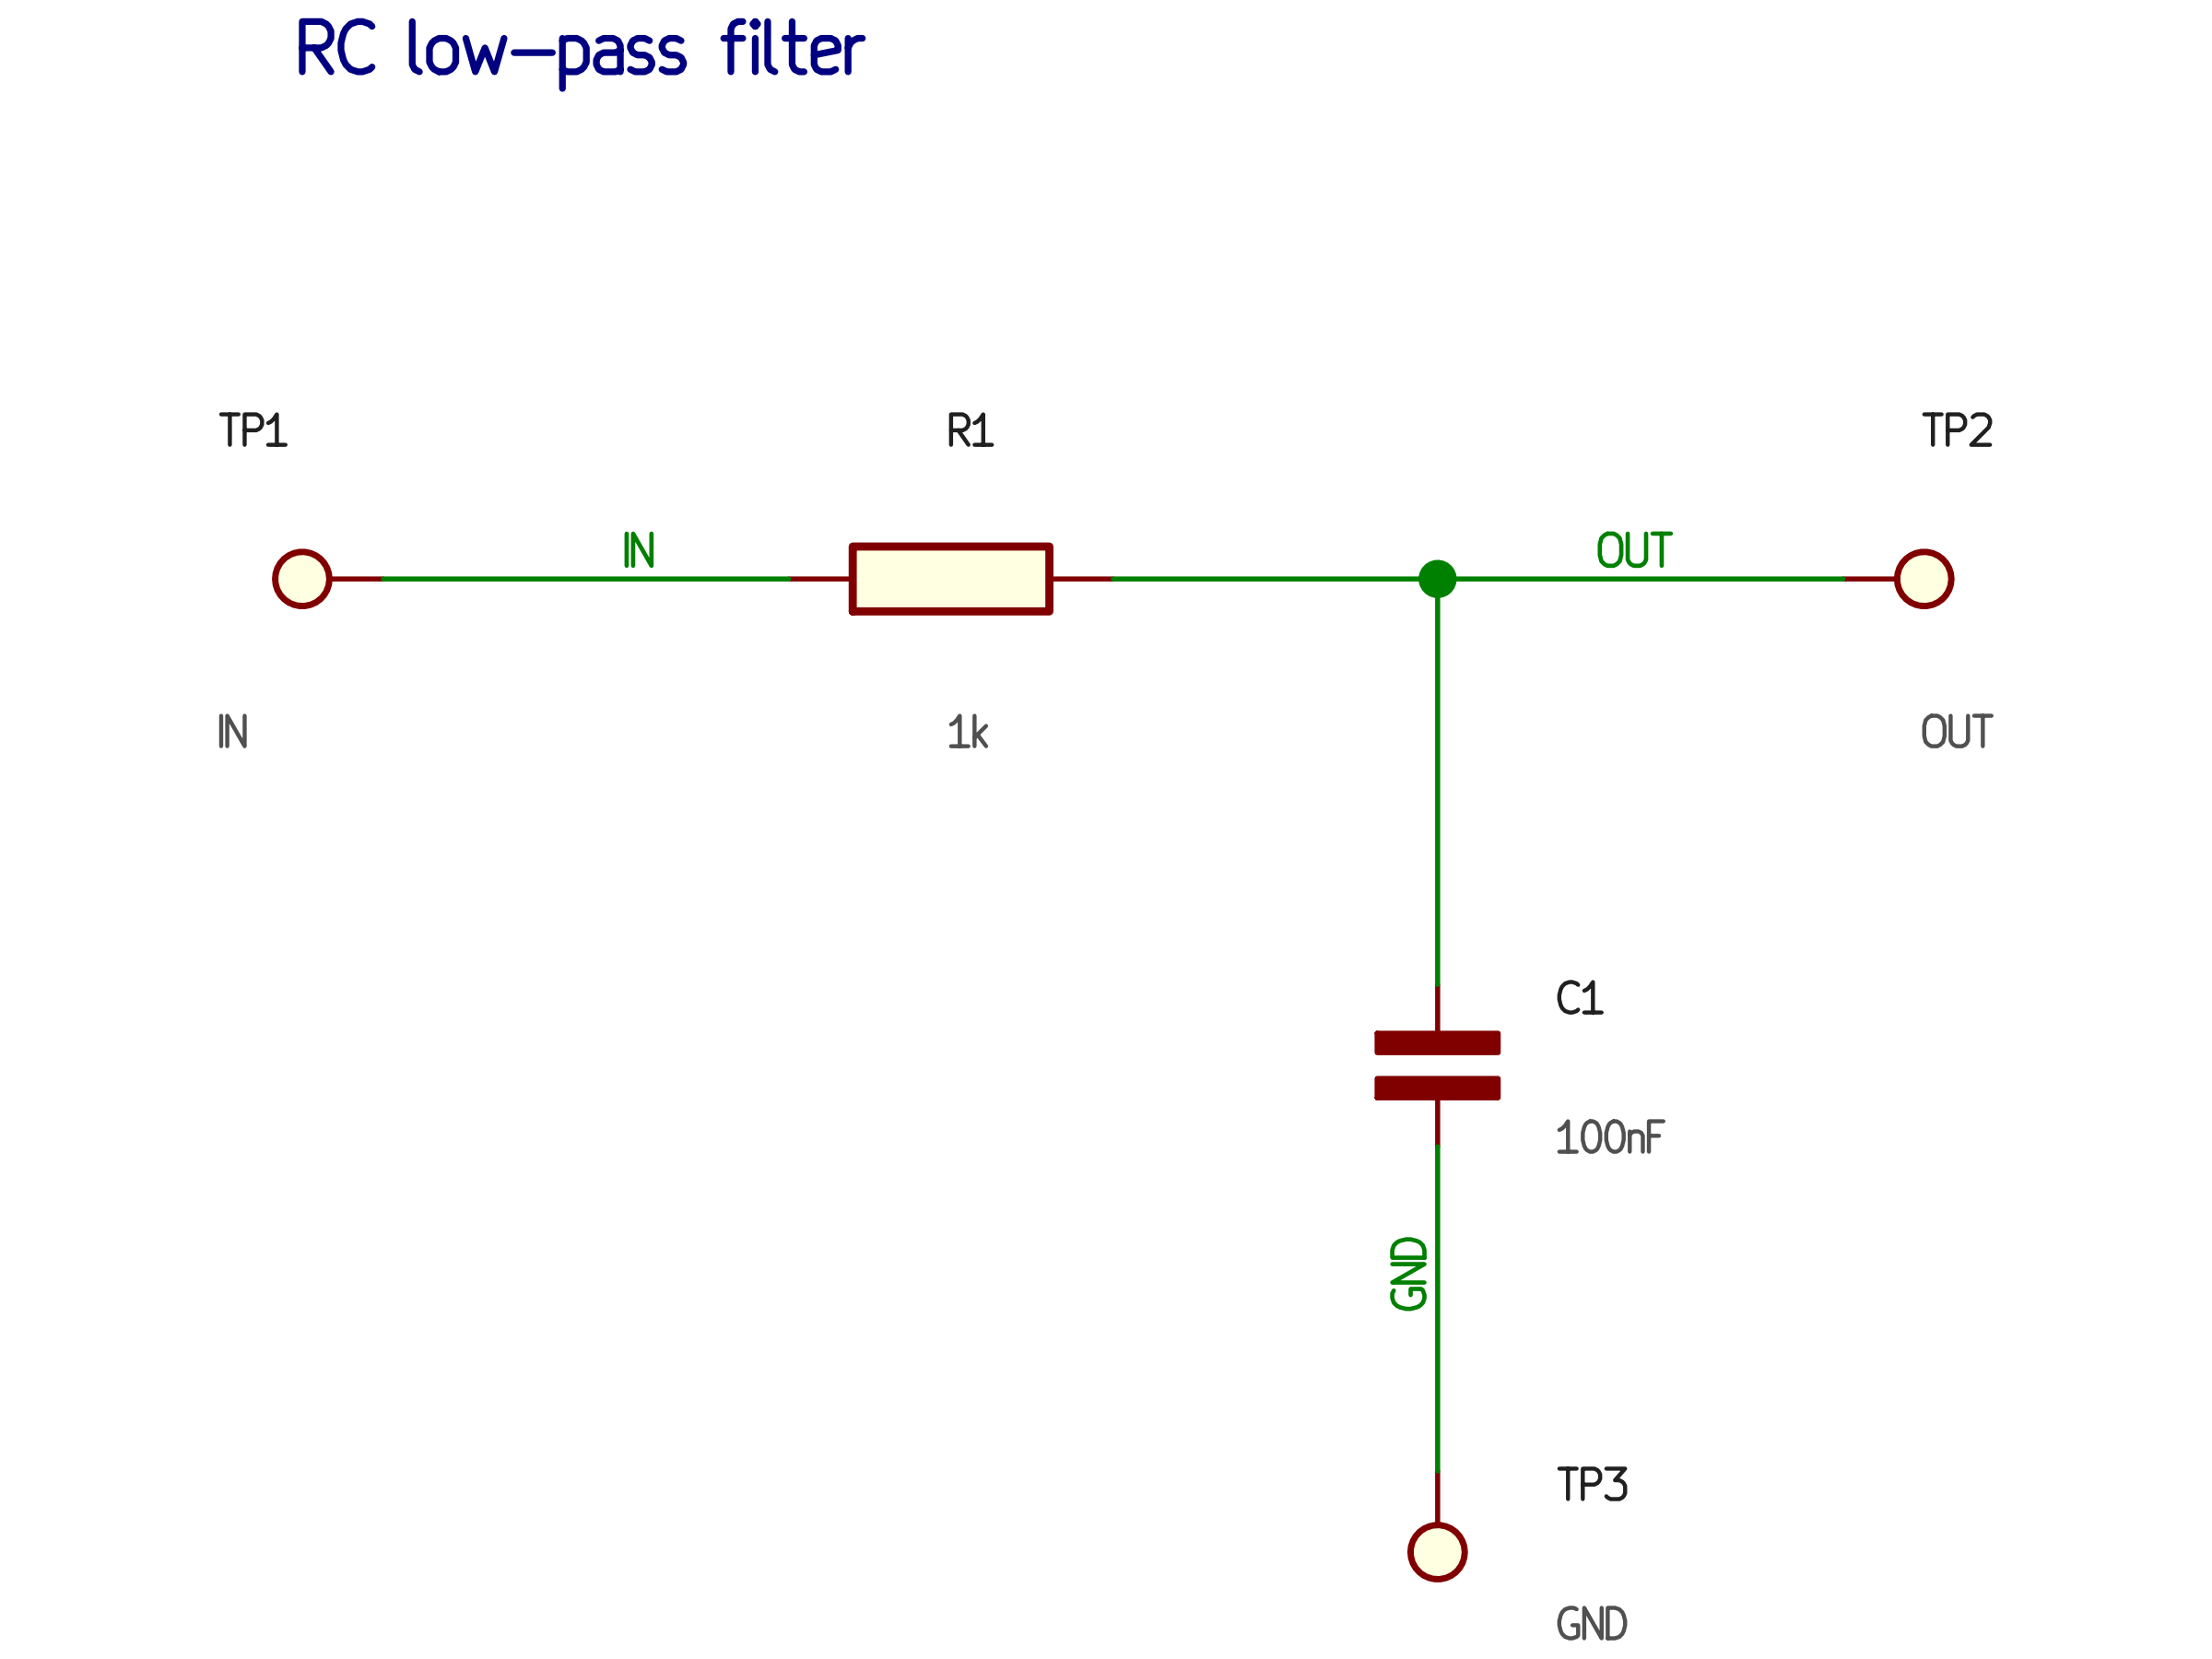 RC low-pass filter
TP1
R1
TP2
IN
OUT
IN
1k
OUT
C1
100nF
GND
TP3
GND